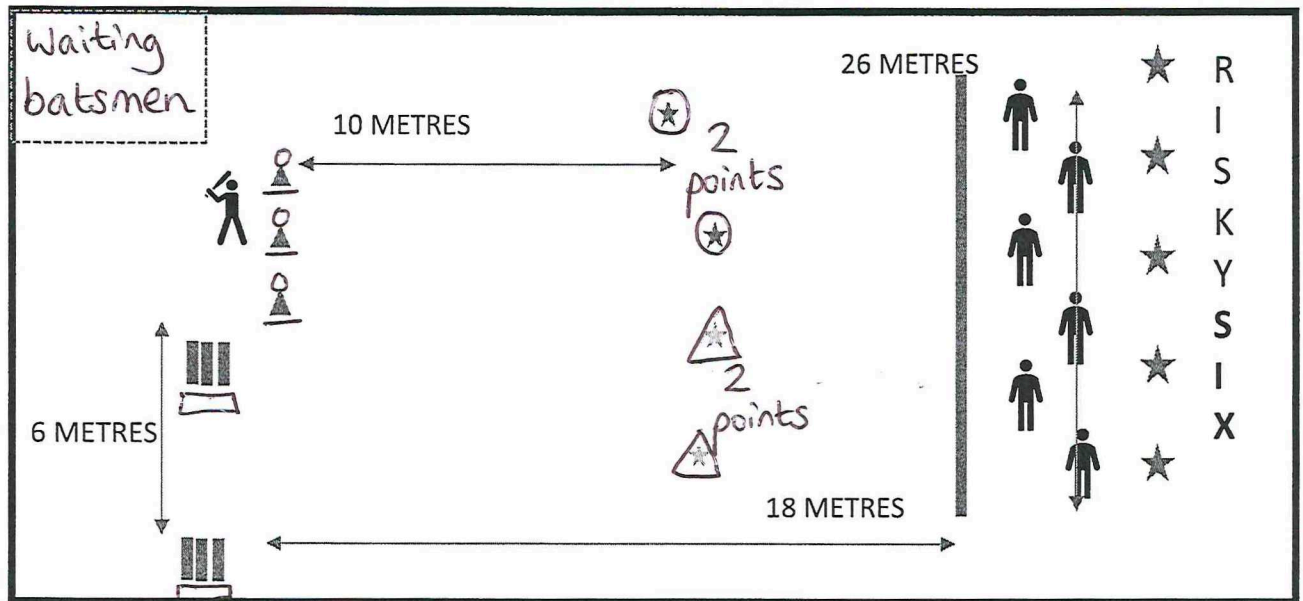 Waiting
batsmen
10 METRES
26 METRES
2
points
2
points
6 METRES
18 METRES
R
I
S
K
Y
S
I
X